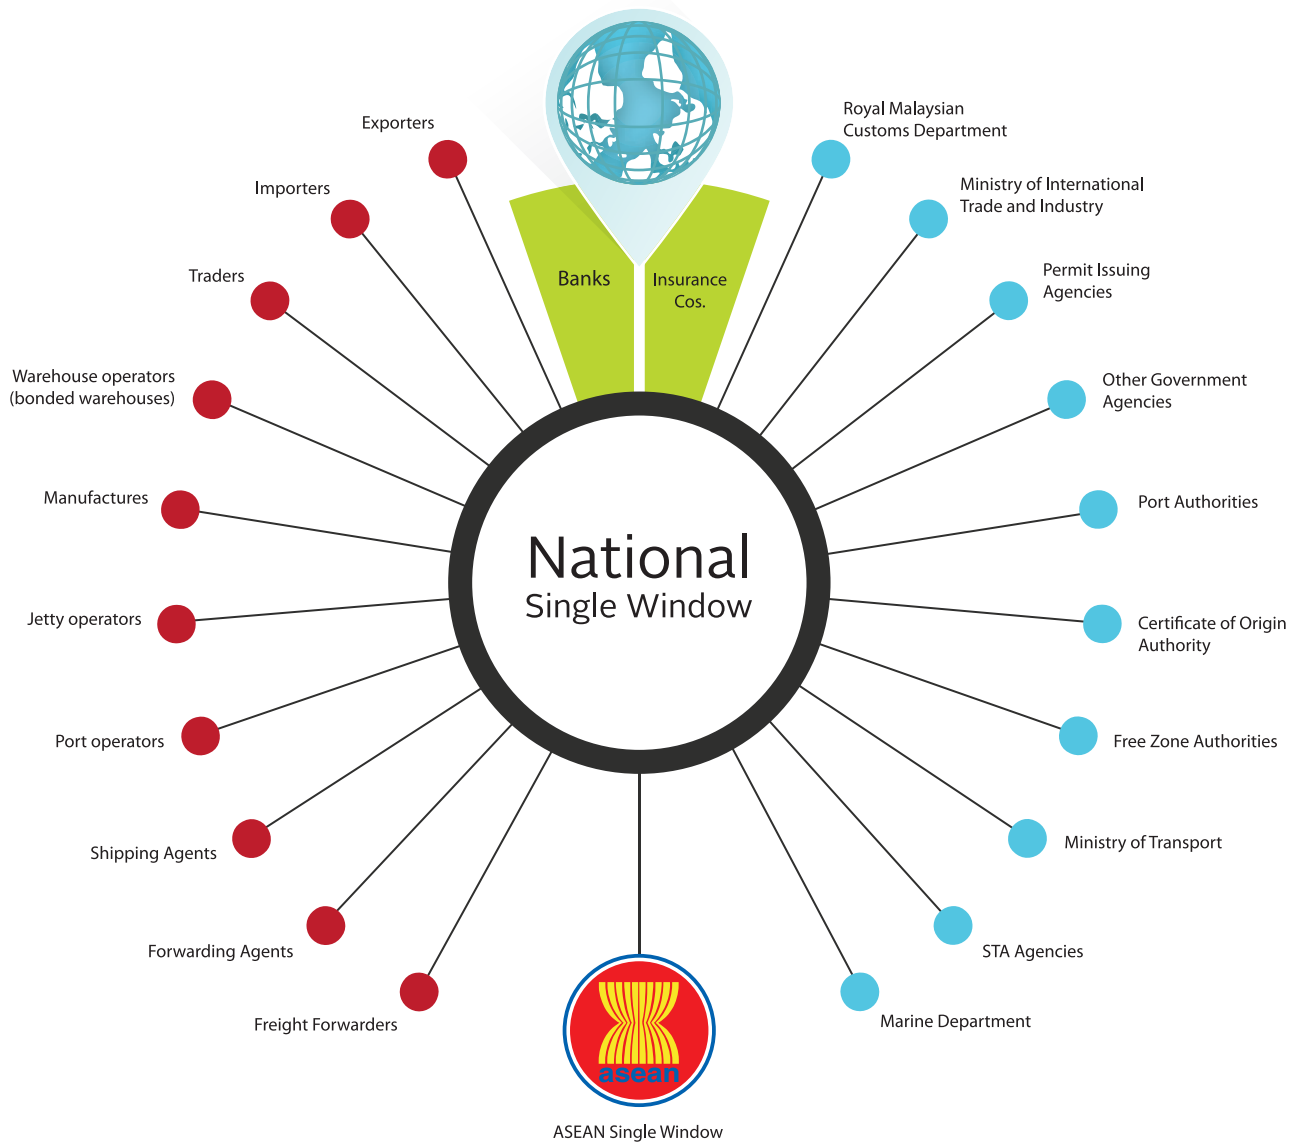 Exporters
Importers
Traders
Warehouse operators
(bonded warehouses)
Manufactures
Jetty operators
Port operators
Shipping Agents
Forwarding Agents
Freight Forwarders
Banks
Insurance
Cos.
National
Single Window
asean
ASEAN Single Window
Royal Malaysian
Customs Department
Ministry of International
Trade and Industry
Permit Issuing
Agencies
Other Government
Agencies
Port Authorities
Certificate of Origin
Authority
Free Zone Authorities
Ministry of Transport
STA Agencies
Marine Department